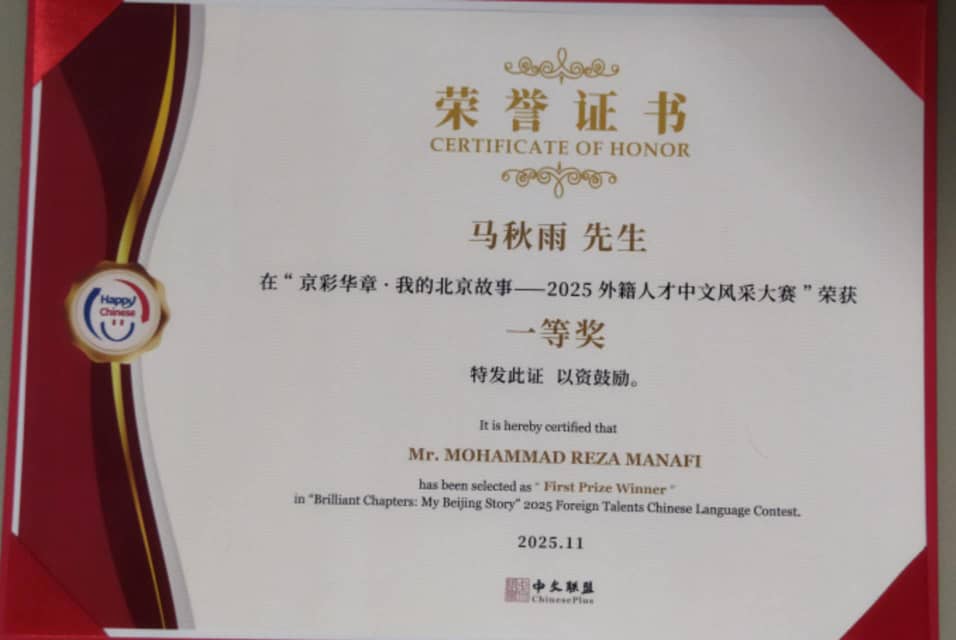 荣誉证书
CERTIFICATE OF HONOR
马秋雨 先生
在“京彩华章·我的北京故事——2025外籍人才中文风采大赛”荣获
一等奖
特发此证 以资鼓励。
Happy
Chinese
It is hereby certified that
Mr. MOHAMMAD REZA MANAFI
has been selected as “First Prize Winner”
in “Brilliant Chapters: My Beijing Story” 2025 Foreign Talents Chinese Language Contest.
2025.11
中文联盟
ChinesePlus